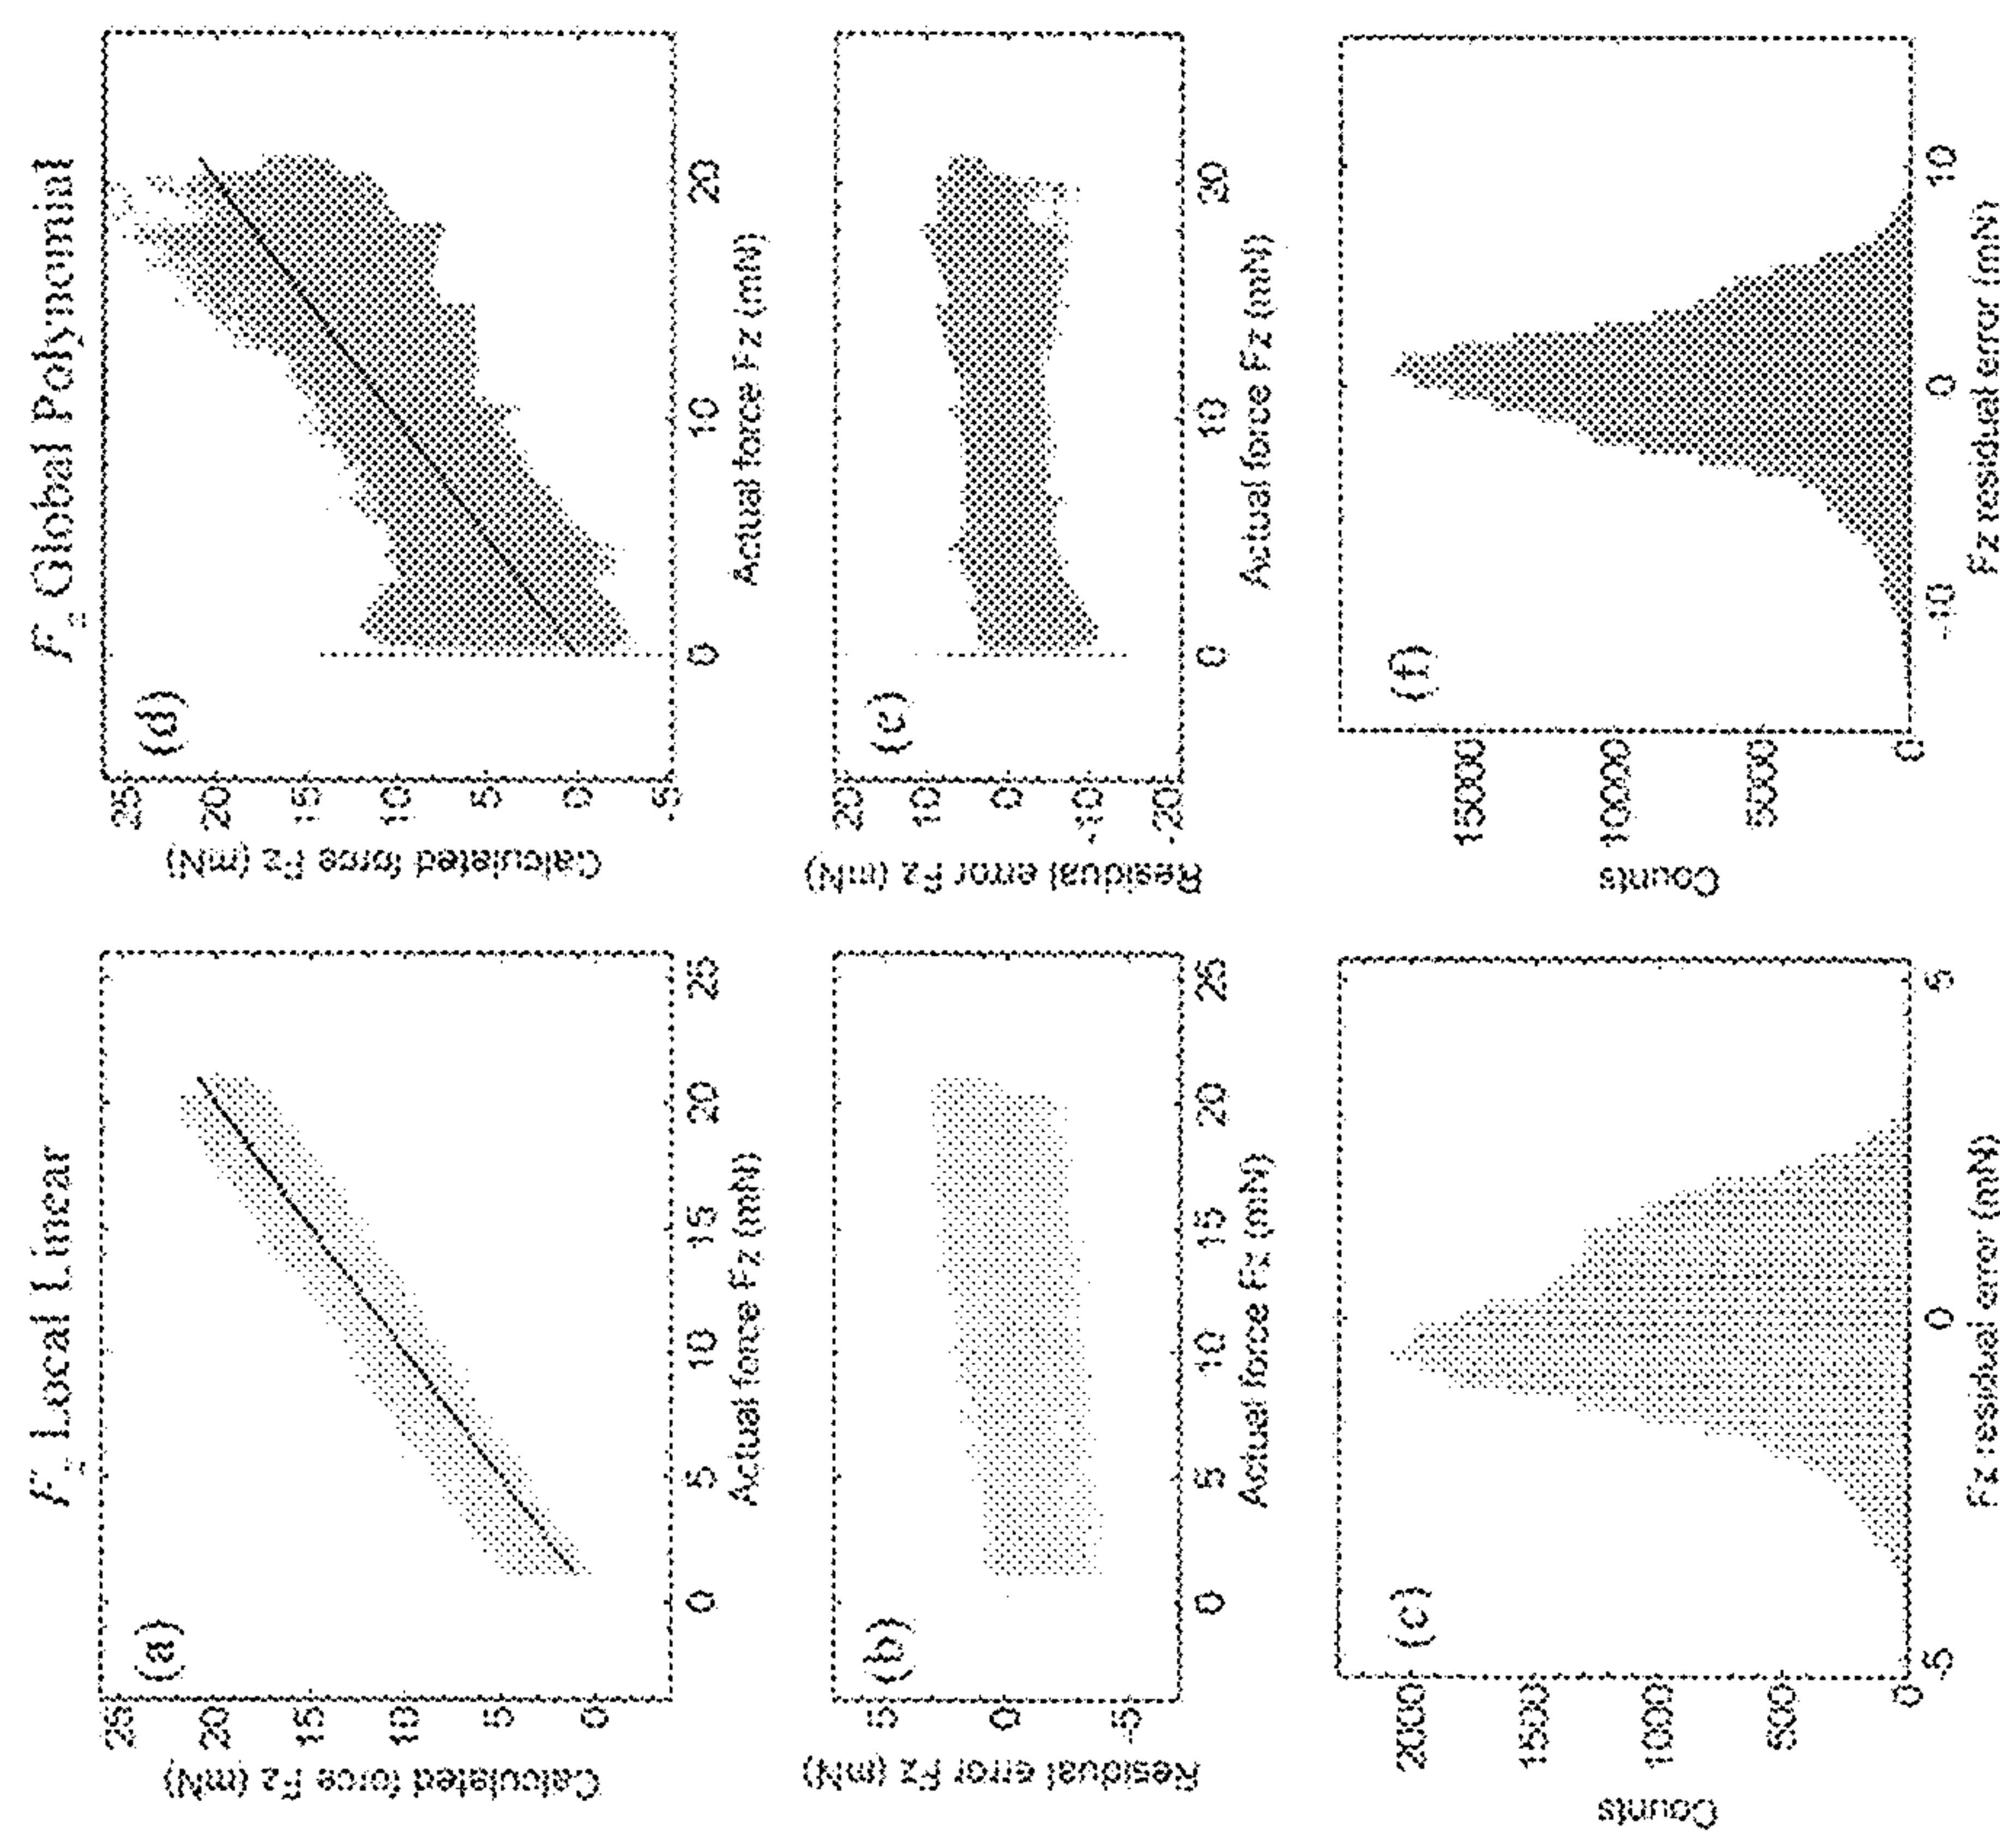 Fz Local Linear
(a)
25
20
15
10
5
0
Calculated force Fz (mN)
0 5 10 15 20 25
Actual force Fz (mN)
(b)
5
0
-5
Residual error Fz (mN)
0 5 10 15 20 25
Actual force Fz (mN)
(c)
2000
1500
1000
500
0
Counts
-5 0 5
Fz residual error (mN)
Fz Global Polynomial
(d)
25
20
15
10
5
0
-5
Calculated force Fz (mN)
0 10 20
Actual force Fz (mN)
(e)
20
10
0
-10
-20
Residual error Fz (mN)
0 10 20
Actual force Fz (mN)
(f)
15000
10000
5000
0
Counts
-10 0 10
Fz residual error (mN)